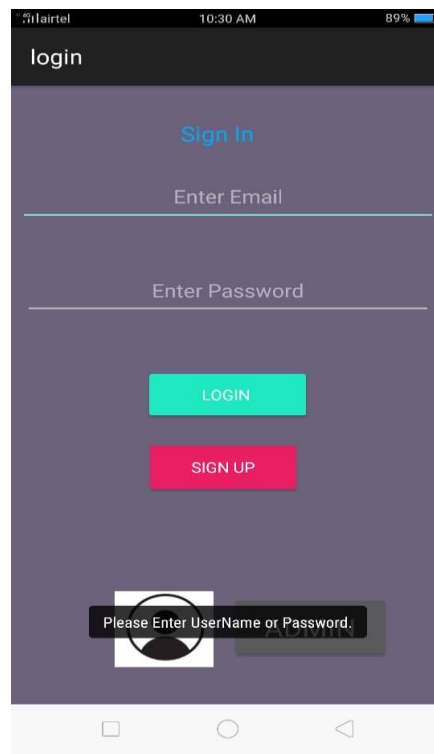 4G airtel 10:30 AM 89%
login
Sign In
Enter Email
Enter Password
LOGIN
SIGN UP
Please Enter UserName or Password.
ADMIN